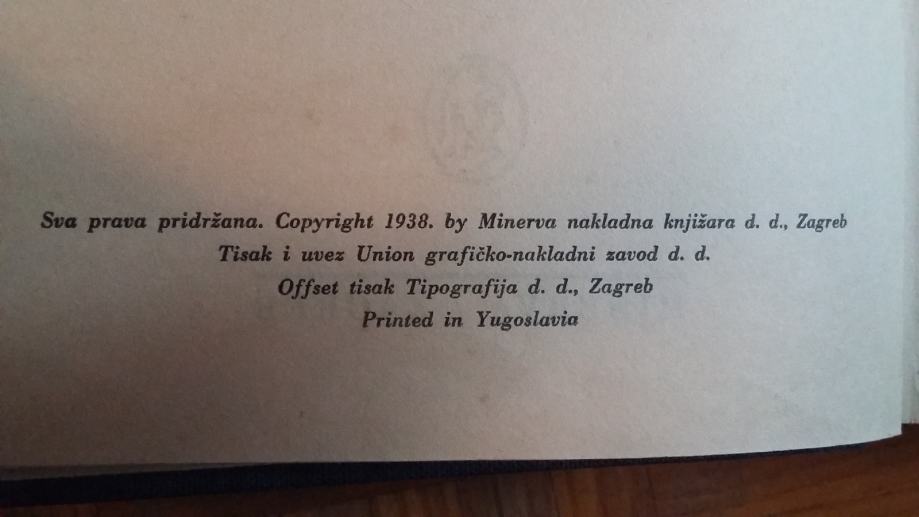 Sva prava pridržana. Copyright 1938. by Minerva nakladna knjižara d. d., Zagreb
Tisak i uvez Union grafičko-nakladni zavod d. d.
Offset tisak Tipografija d. d., Zagreb
Printed in Yugoslavia